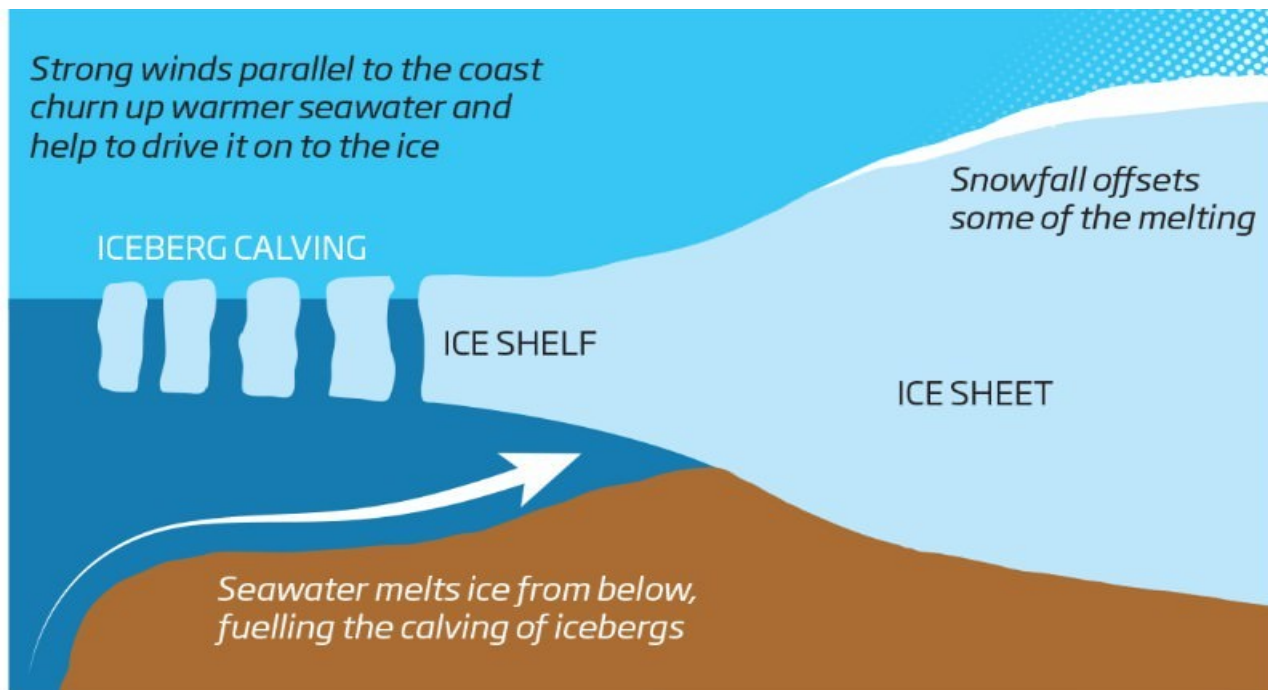 Strong winds parallel to the coast
churn up warmer seawater and
help to drive it on to the ice
Snowfall offsets
some of the melting
ICEBERG CALVING
ICE SHELF
ICE SHEET
Seawater melts ice from below,
fuelling the calving of icebergs